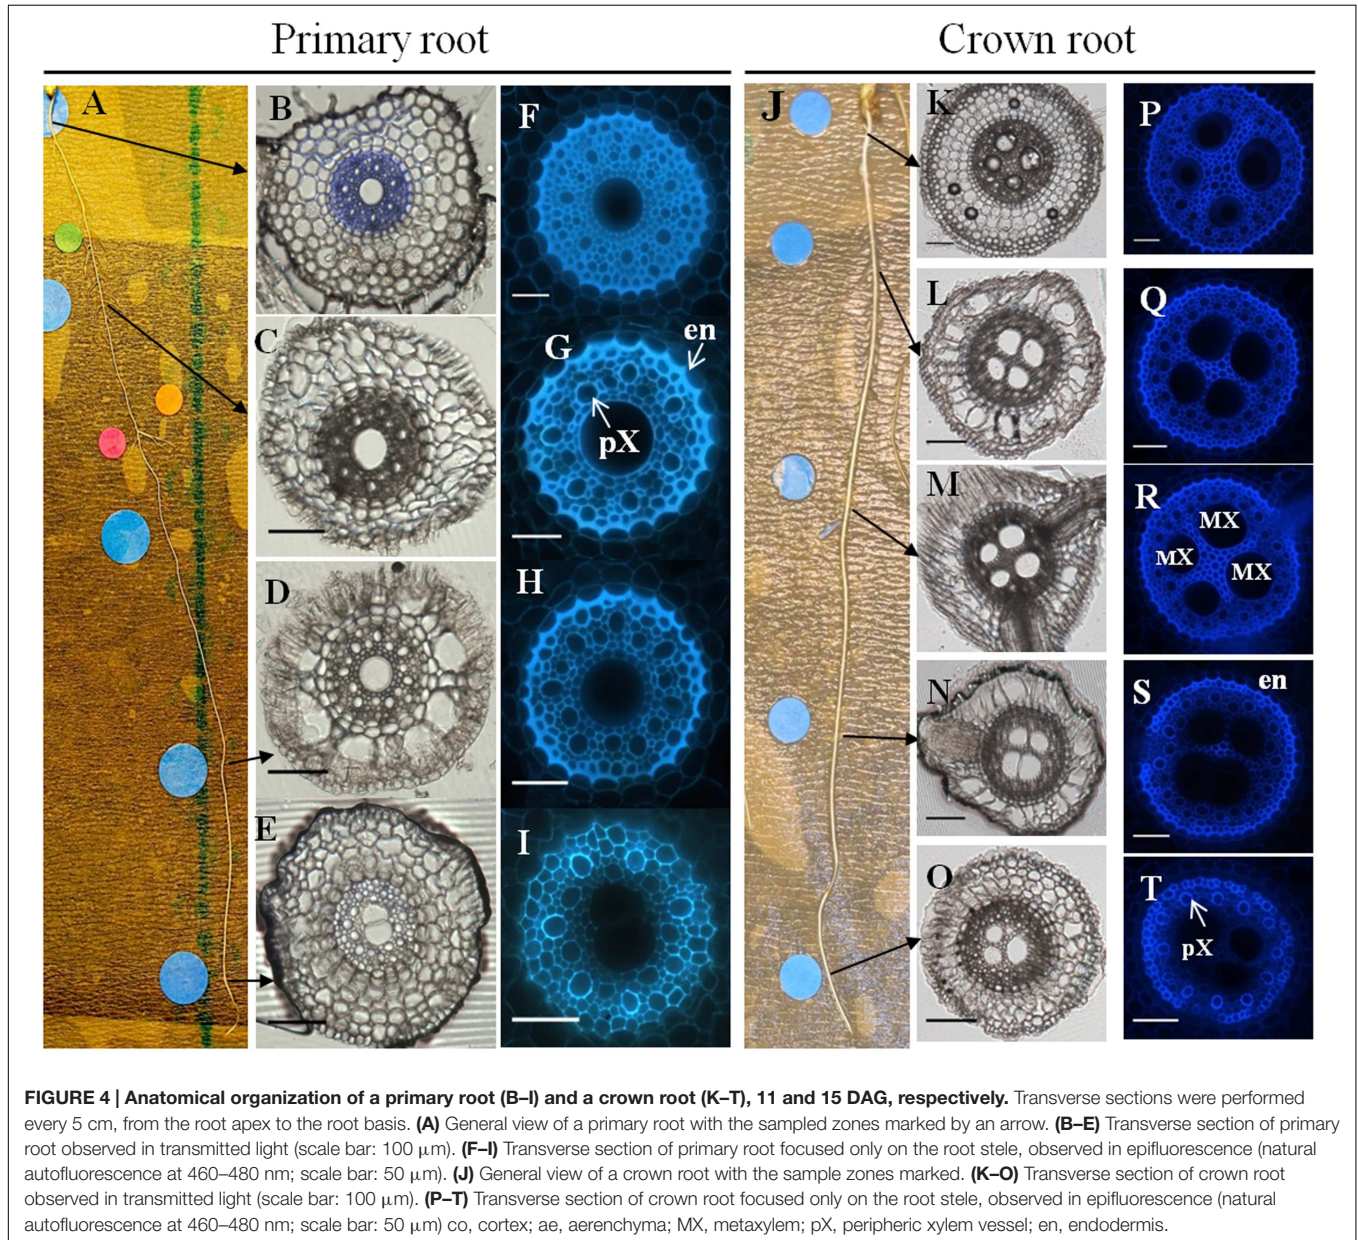 Primary root
Crown root
A
B
F
J
K
P
C
G
en
pX
L
Q
D
H
M
R
MX
MX
MX
E
I
N
S
en
O
T
pX
FIGURE 4 | Anatomical organization of a primary root (B–I) and a crown root (K–T), 11 and 15 DAG, respectively. Transverse sections were performed
every 5 cm, from the root apex to the root basis. (A) General view of a primary root with the sampled zones marked by an arrow. (B–E) Transverse section of primary
root observed in transmitted light (scale bar: 100 μm). (F–I) Transverse section of primary root focused only on the root stele, observed in epifluorescence (natural
autofluorescence at 460–480 nm; scale bar: 50 μm). (J) General view of a crown root with the sample zones marked. (K–O) Transverse section of crown root
observed in transmitted light (scale bar: 100 μm). (P–T) Transverse section of crown root focused only on the root stele, observed in epifluorescence (natural
autofluorescence at 460–480 nm; scale bar: 50 μm) co, cortex; ae, aerenchyma; MX, metaxylem; pX, peripheric xylem vessel; en, endodermis.